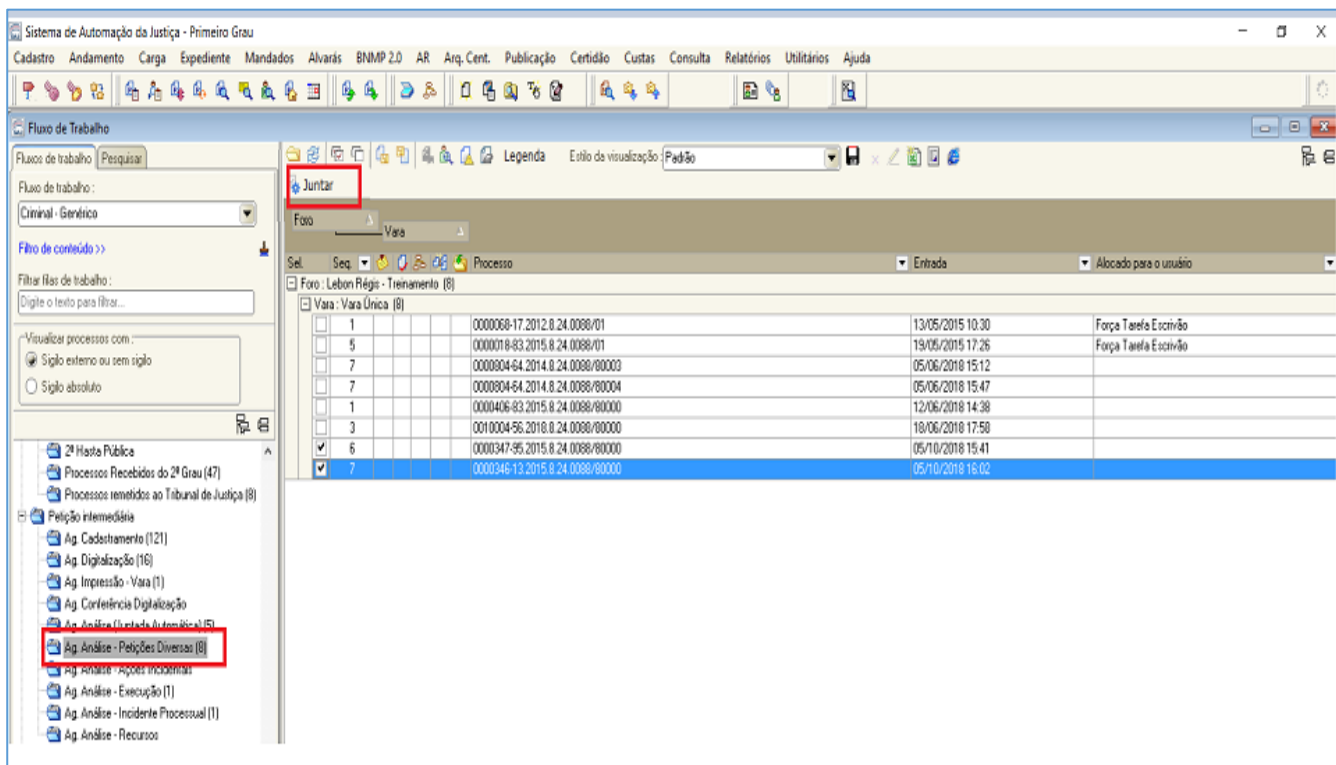 Sistema de Automação da Justiça - Primeiro Grau
Cadastro Andamento Carga Expediente Mandados Alvarás BNMP 2.0 AR Arq. Cent. Publicação Certidão Custas Consulta Relatórios Utilitários Ajuda
Fluxo de Trabalho
Fluxos de trabalho Pesquisar
Legenda Estilo da visualização: Padrão
Fluxo de trabalho :
Juntar
Criminal - Genérico
Foro
Vara
Filtro de conteúdo >>
Sel. Seq. Processo Entrada Alocado para o usuário
Filtrar filas de trabalho :
Foro : Lebon Régis - Treinamento (8)
Digite o texto para filtrar...
Vara : Vara Única (8)
1 0000068-17.2012.8.24.0088/01 13/05/2015 10:30 Força Tarefa Escrivão
5 0000018-83.2015.8.24.0088/01 19/05/2015 17:26 Força Tarefa Escrivão
7 0000804-64.2014.8.24.0088/80003 05/06/2018 15:12
7 0000804-64.2014.8.24.0088/80004 05/06/2018 15:47
1 0000406-83.2015.8.24.0088/80000 12/06/2018 14:38
3 0010004-56.2018.8.24.0088/80000 18/06/2018 17:58
6 0000347-95.2015.8.24.0088/80000 05/10/2018 15:41
7 0000346-13.2015.8.24.0088/80000 05/10/2018 16:02
Visualizar processos com :
Sigilo externo ou sem sigilo
Sigilo absoluto
2ª Hasta Pública
Processos Recebidos do 2º Grau (47)
Processos remetidos ao Tribunal de Justiça (8)
Petição intermediária
Ag. Cadastramento (121)
Ag. Digitalização (16)
Ag. Impressão - Vara (1)
Ag. Conferência Digitalização
Ag. Análise (Juntada Automática) (5)
Ag. Análise - Petições Diversas (8)
Ag. Análise - Ações Incidentais
Ag. Análise - Execução (1)
Ag. Análise - Incidente Processual (1)
Ag. Análise - Recursos